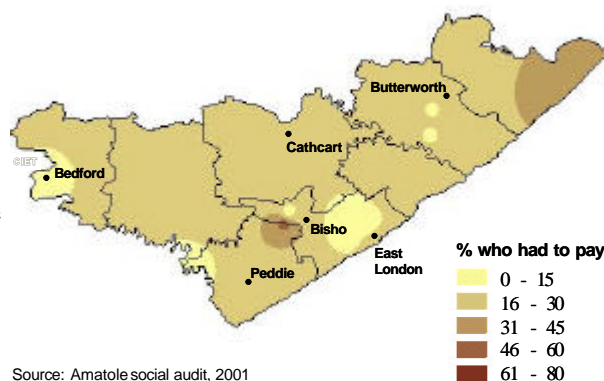 Butterworth
Cathcart
©IET
Bedford
Bisho
East
London
Peddie
% who had to pay
0 - 15
16 - 30
31 - 45
46 - 60
61 - 80
Source: Amatole social audit, 2001